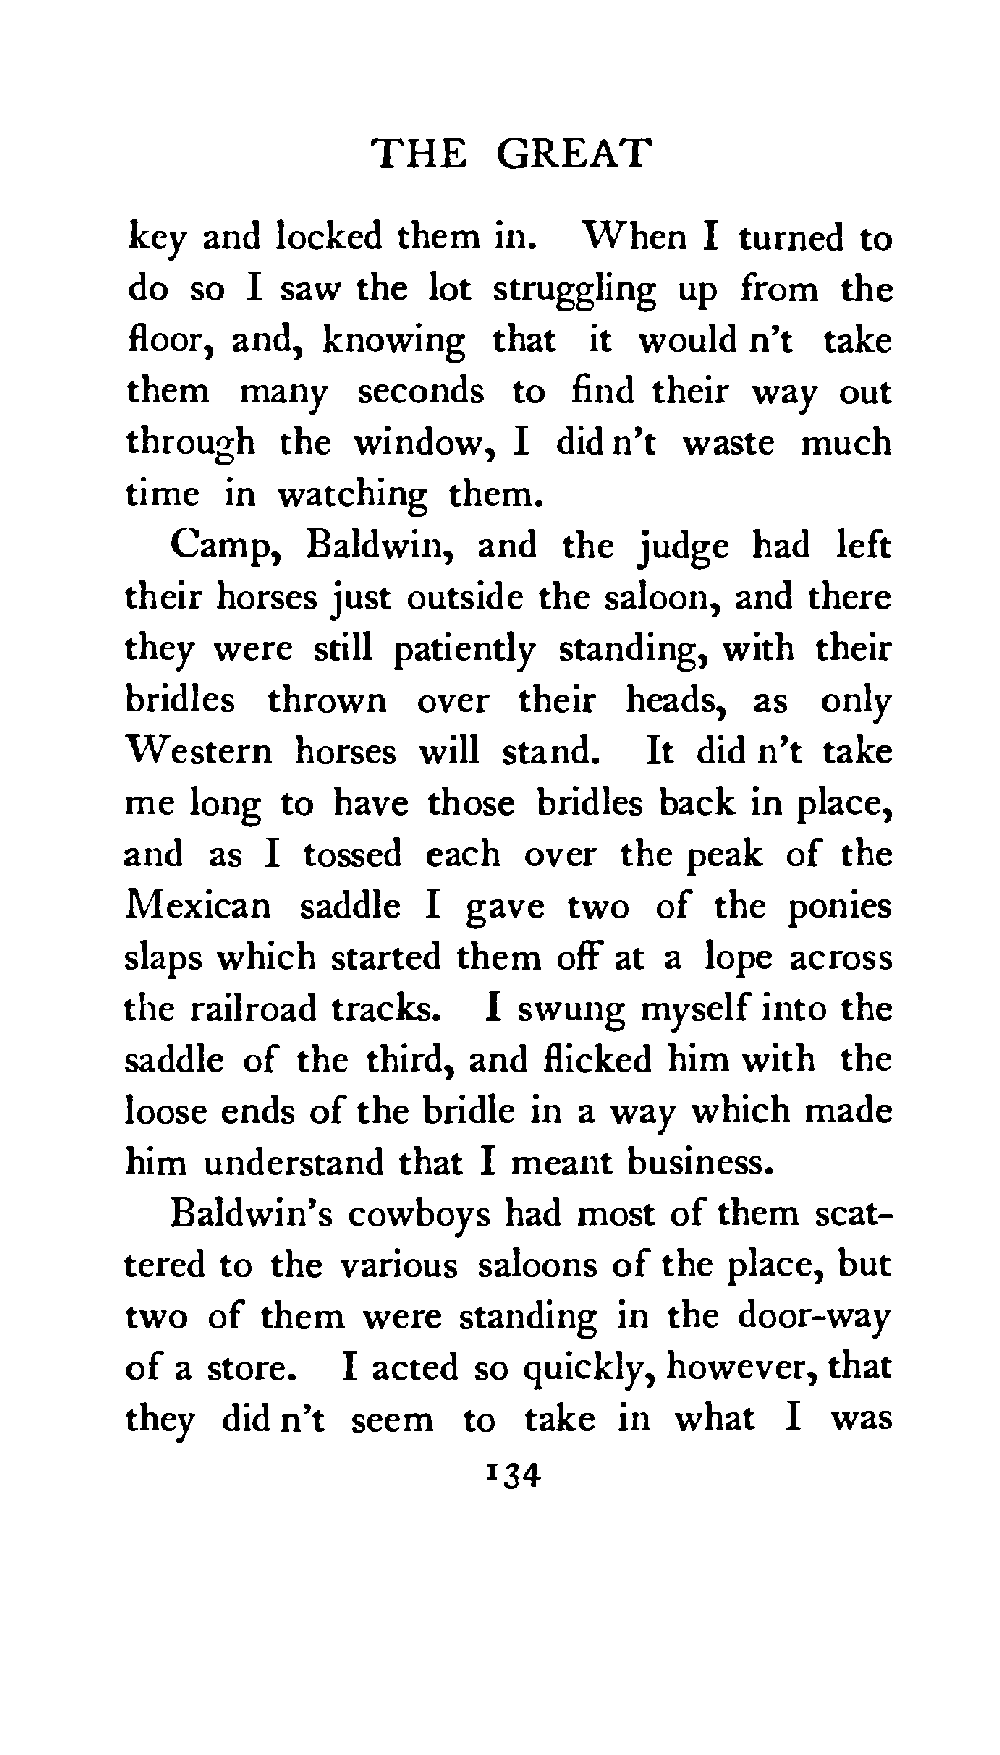 THE GREAT
key and locked them in. When I turned to
do so I saw the lot struggling up from the
floor, and, knowing that it would n't take
them many seconds to find their way out
through the window, I did n't waste much
time in watching them.
Camp, Baldwin, and the judge had left
their horses just outside the saloon, and there
they were still patiently standing, with their
bridles thrown over their heads, as only
Western horses will stand. It did n't take
me long to have those bridles back in place,
and as I tossed each over the peak of the
Mexican saddle I gave two of the ponies
slaps which started them off at a lope across
the railroad tracks. I swung myself into the
saddle of the third, and flicked him with the
loose ends of the bridle in a way which made
him understand that I meant business.
Baldwin's cowboys had most of them scat-
tered to the various saloons of the place, but
two of them were standing in the door-way
of a store. I acted so quickly, however, that
they did n't seem to take in what I was
134